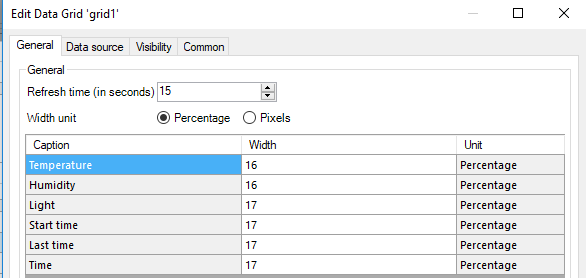 Edit Data Grid 'grid1'
General Data source Visibility Common
General
Refresh time (in seconds) 15
Width unit Percentage Pixels
Caption Width Unit
Temperature 16 Percentage
Humidity 16 Percentage
Light 17 Percentage
Start time 17 Percentage
Last time 17 Percentage
Time 17 Percentage